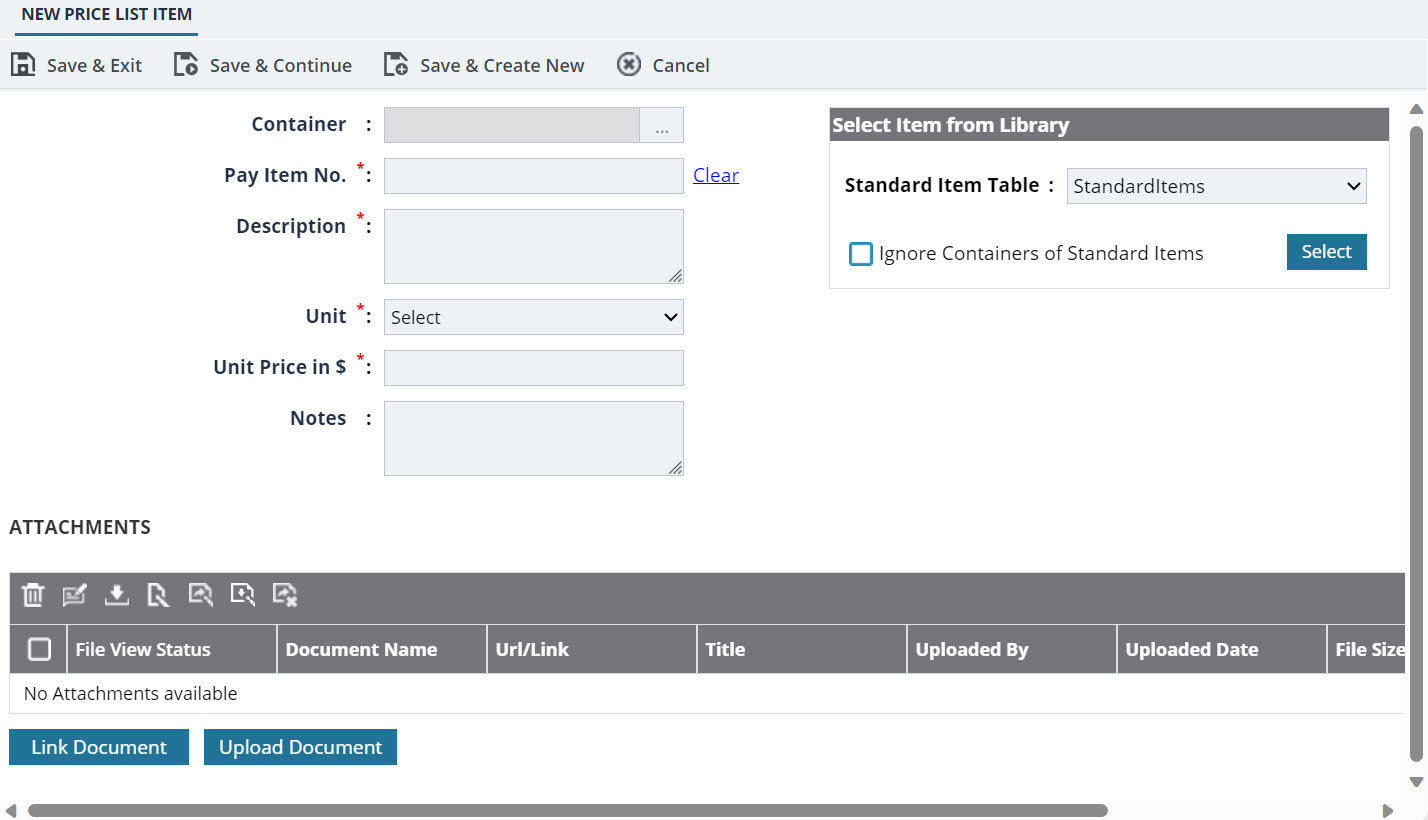 NEW PRICE LIST ITEM
Save & Exit Save & Continue Save & Create New Cancel
Container : ...
Pay Item No. * : Clear
Description * :
Unit * : Select
Unit Price in $ * :
Notes :
Select Item from Library
Standard Item Table : StandardItems
Ignore Containers of Standard Items Select
ATTACHMENTS
File View Status Document Name Url/Link Title Uploaded By Uploaded Date File Size
No Attachments available
Link Document Upload Document